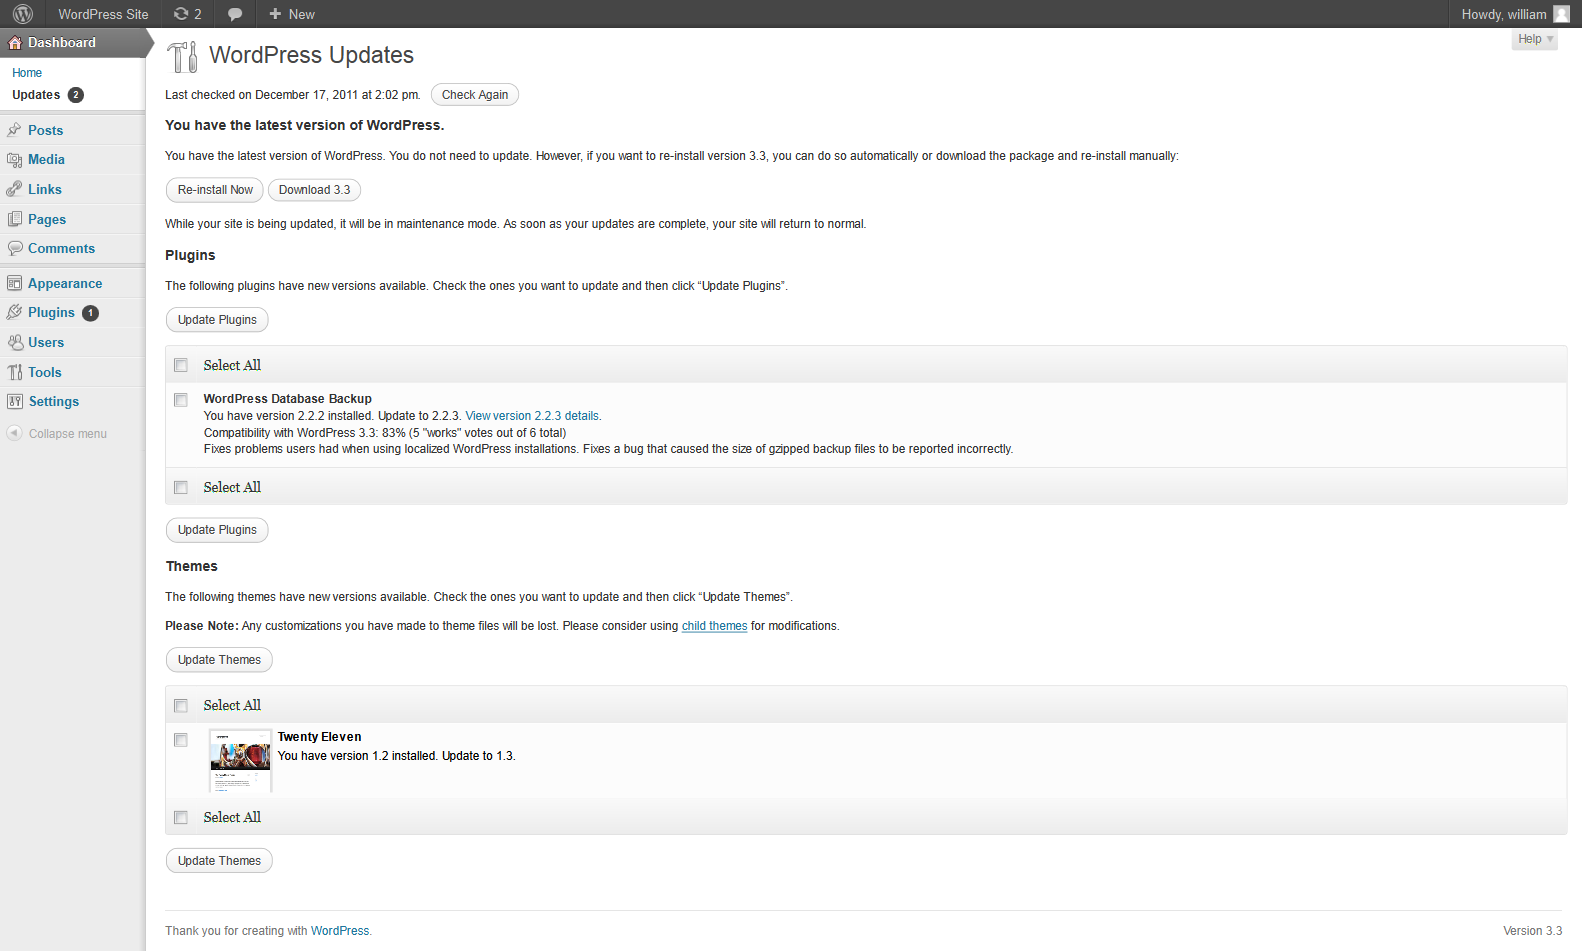 WordPress Site 2 New Howdy, william
Dashboard
Home
Updates 2
Posts
Media
Links
Pages
Comments
Appearance
Plugins 1
Users
Tools
Settings
Collapse menu
Help
WordPress Updates
Last checked on December 17, 2011 at 2:02 pm. Check Again
You have the latest version of WordPress.
You have the latest version of WordPress. You do not need to update. However, if you want to re-install version 3.3, you can do so automatically or download the package and re-install manually:
Re-install Now Download 3.3
While your site is being updated, it will be in maintenance mode. As soon as your updates are complete, your site will return to normal.
Plugins
The following plugins have new versions available. Check the ones you want to update and then click “Update Plugins”.
Update Plugins
Select All
WordPress Database Backup
You have version 2.2.2 installed. Update to 2.2.3. View version 2.2.3 details.
Compatibility with WordPress 3.3: 83% (5 "works" votes out of 6 total)
Fixes problems users had when using localized WordPress installations. Fixes a bug that caused the size of gzipped backup files to be reported incorrectly.
Select All
Update Plugins
Themes
The following themes have new versions available. Check the ones you want to update and then click “Update Themes”.
Please Note: Any customizations you have made to theme files will be lost. Please consider using child themes for modifications.
Update Themes
Select All
Twenty Eleven
You have version 1.2 installed. Update to 1.3.
Select All
Update Themes
Thank you for creating with WordPress.
Version 3.3